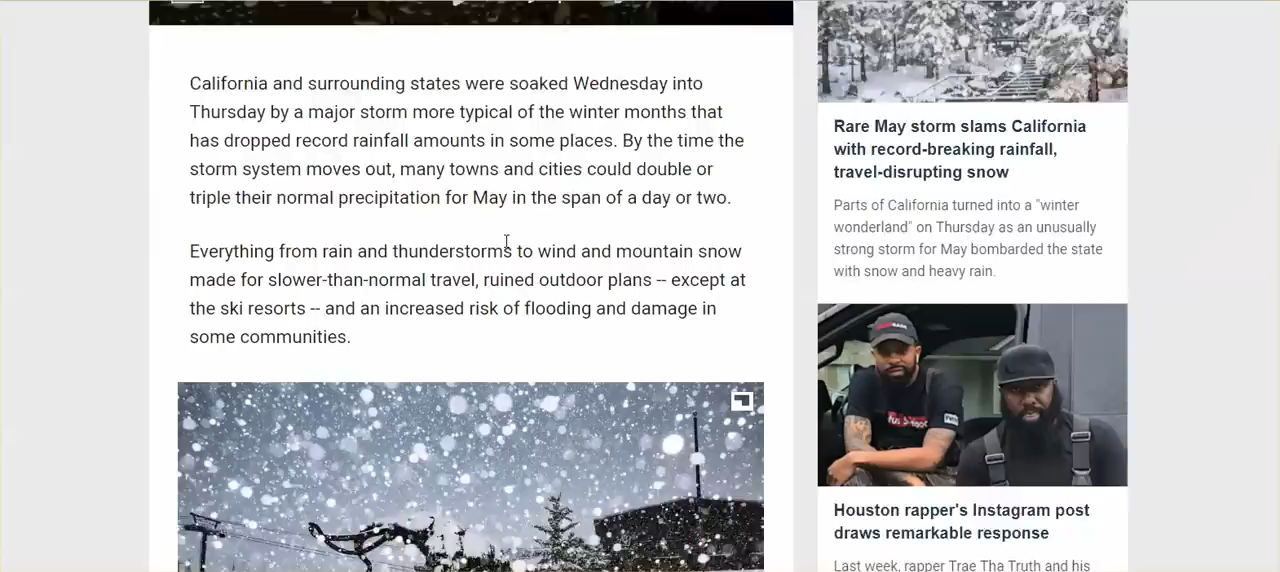 California and surrounding states were soaked Wednesday into
Thursday by a major storm more typical of the winter months that
has dropped record rainfall amounts in some places. By the time the
storm system moves out, many towns and cities could double or
triple their normal precipitation for May in the span of a day or two.
Everything from rain and thunderstorms to wind and mountain snow
made for slower-than-normal travel, ruined outdoor plans -- except at
the ski resorts -- and an increased risk of flooding and damage in
some communities.
Rare May storm slams California
with record-breaking rainfall,
travel-disrupting snow
Parts of California turned into a "winter
wonderland" on Thursday as an unusually
strong storm for May bombarded the state
with snow and heavy rain.
Houston rapper's Instagram post
draws remarkable response
Last week, rapper Trae Tha Truth and his